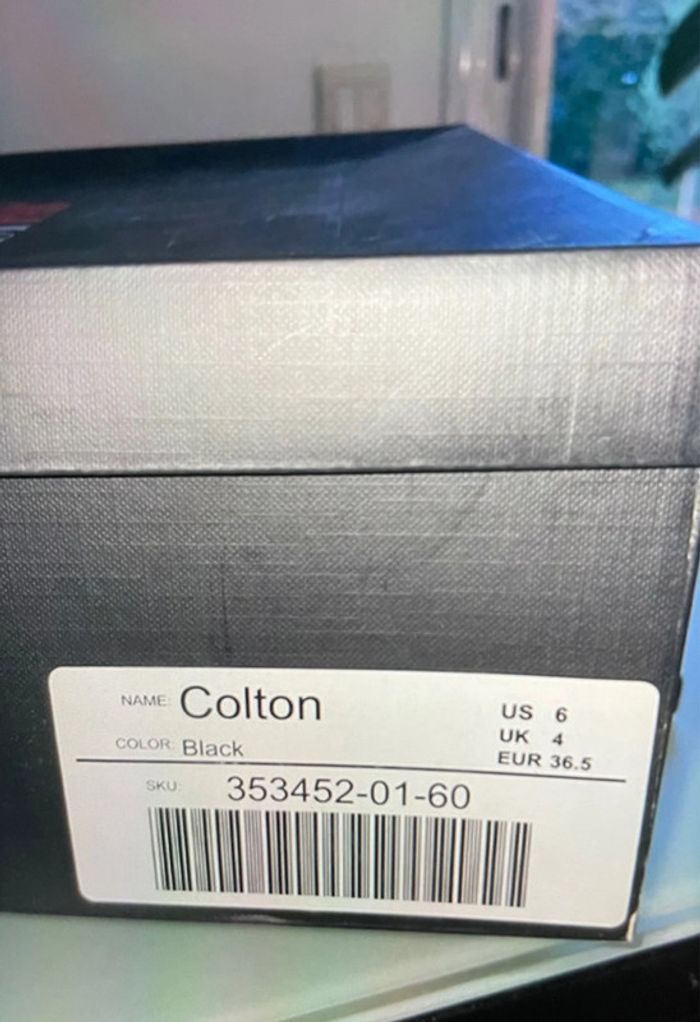 NAME: Colton
COLOR: Black
US 6
UK 4
EUR 36.5
SKU: 353452-01-60